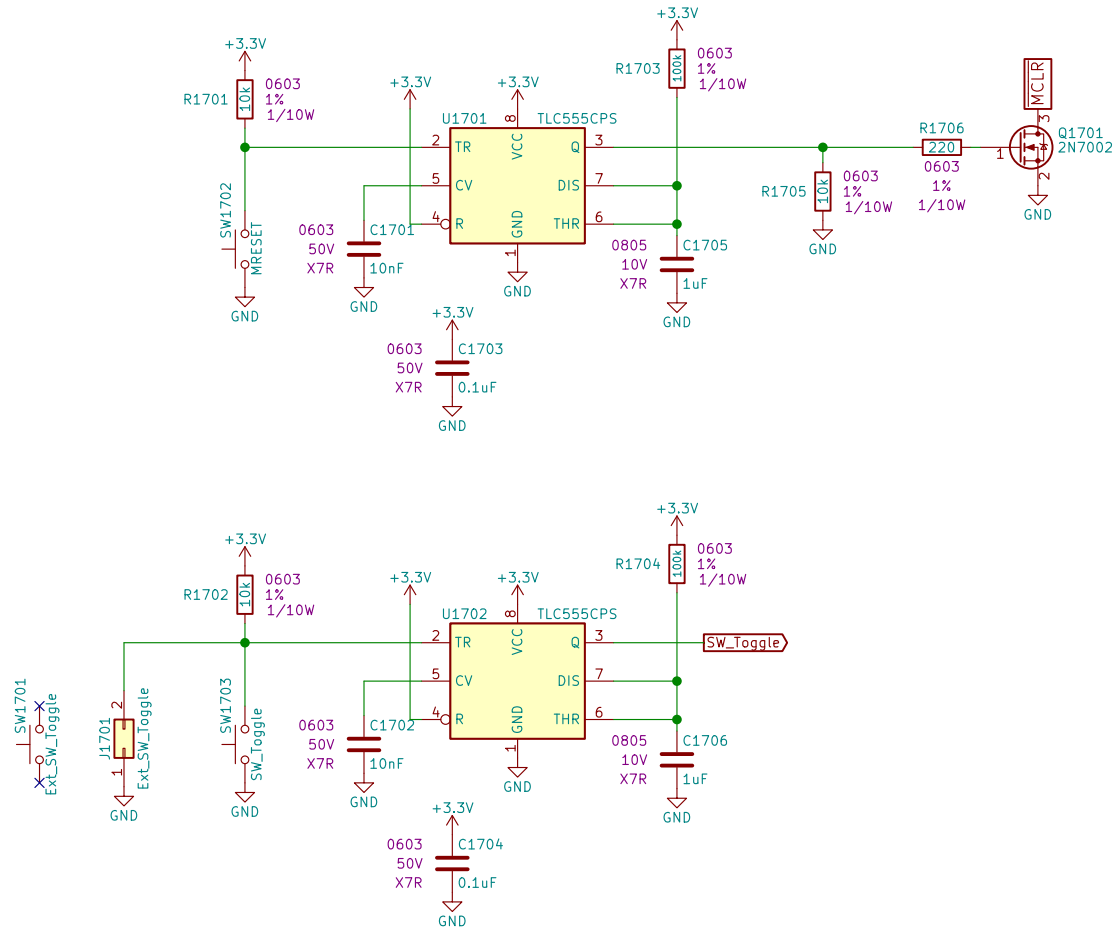 +3.3V
0603
R1701
10k
1%
1/10W
+3.3V
+3.3V
+3.3V
R1703
100k
0603
1%
1/10W
U1701
TLC555CPS
8
VCC
2
TR
Q
3
5
CV
DIS
7
4
R
THR
6
GND
1
GND
SW1702
MRESET
GND
0603
50V
X7R
C1701
10nF
GND
0805
10V
X7R
C1705
1uF
GND
R1705
10k
0603
1%
1/10W
GND
R1706
220
0603
1%
1/10W
MCLR
3
Q1701
2N7002
1
2
GND
+3.3V
0603
50V
X7R
C1703
0.1uF
GND
+3.3V
0603
R1702
10k
1%
1/10W
+3.3V
+3.3V
+3.3V
R1704
100k
0603
1%
1/10W
U1702
TLC555CPS
8
VCC
2
TR
Q
3
SW_Toggle
5
CV
DIS
7
4
R
THR
6
GND
1
GND
SW1701
Ext_SW_Toggle
J1701
2
1
Ext_SW_Toggle
GND
SW1703
SW_Toggle
GND
0603
50V
X7R
C1702
10nF
GND
0805
10V
X7R
C1706
1uF
GND
+3.3V
0603
50V
X7R
C1704
0.1uF
GND